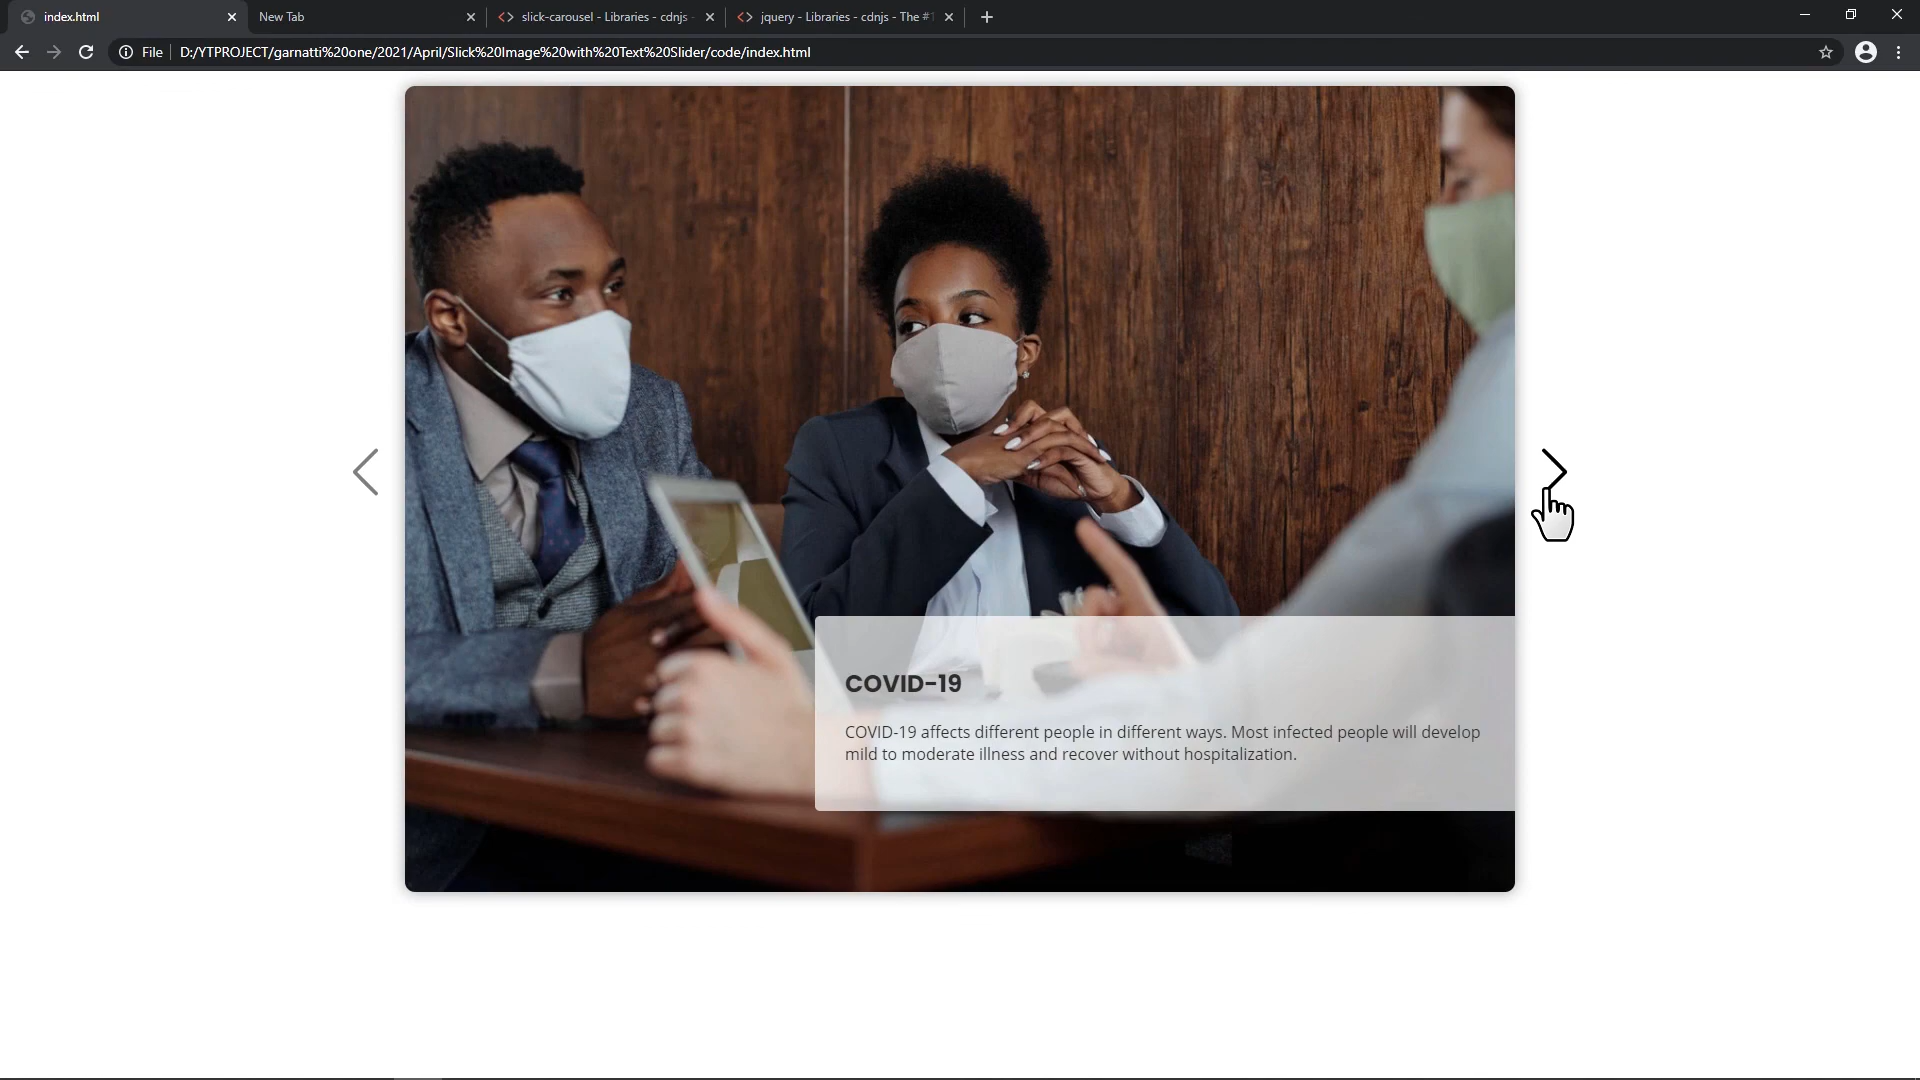 index.html
New Tab
slick-carousel - Libraries - cdnjs -
jquery - Libraries - cdnjs - The #1
File
D:/YTPROJECT/garnatti%20one/2021/April/Slick%20Image%20with%20Text%20Slider/code/index.html
COVID-19
COVID-19 affects different people in different ways. Most infected people will develop
mild to moderate illness and recover without hospitalization.